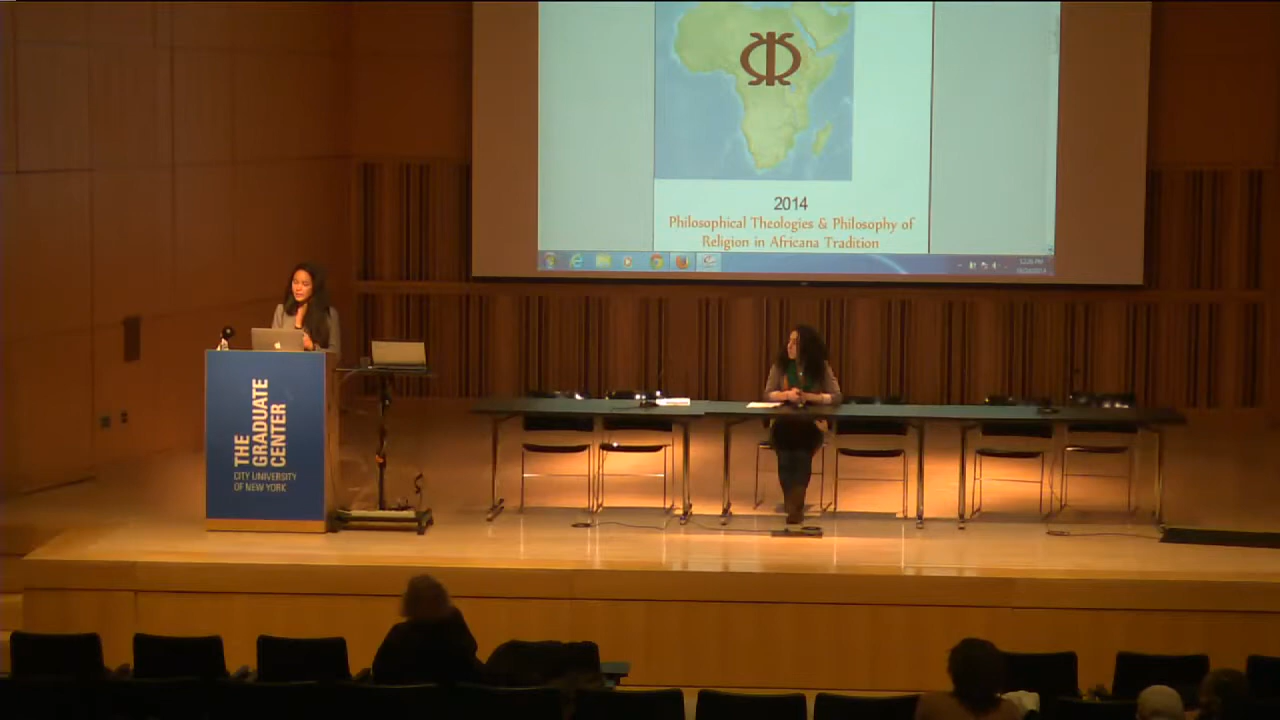 2014
Philosophical Theologies & Philosophy of
Religion in Africana Tradition
THE
GRADUATE
CENTER
CITY UNIVERSITY
OF NEW YORK